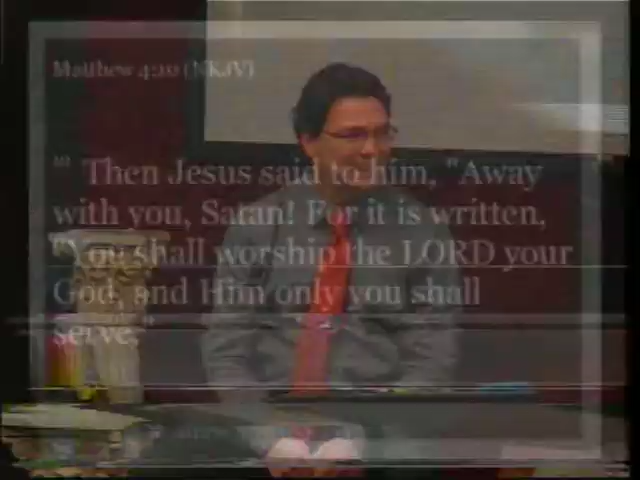 Matthew 4:10 (NKJV)
" Then Jesus said to him, "Away
with you, Satan! For it is written,
"You shall worship the LORD your
God, and Him only you shall
serve."